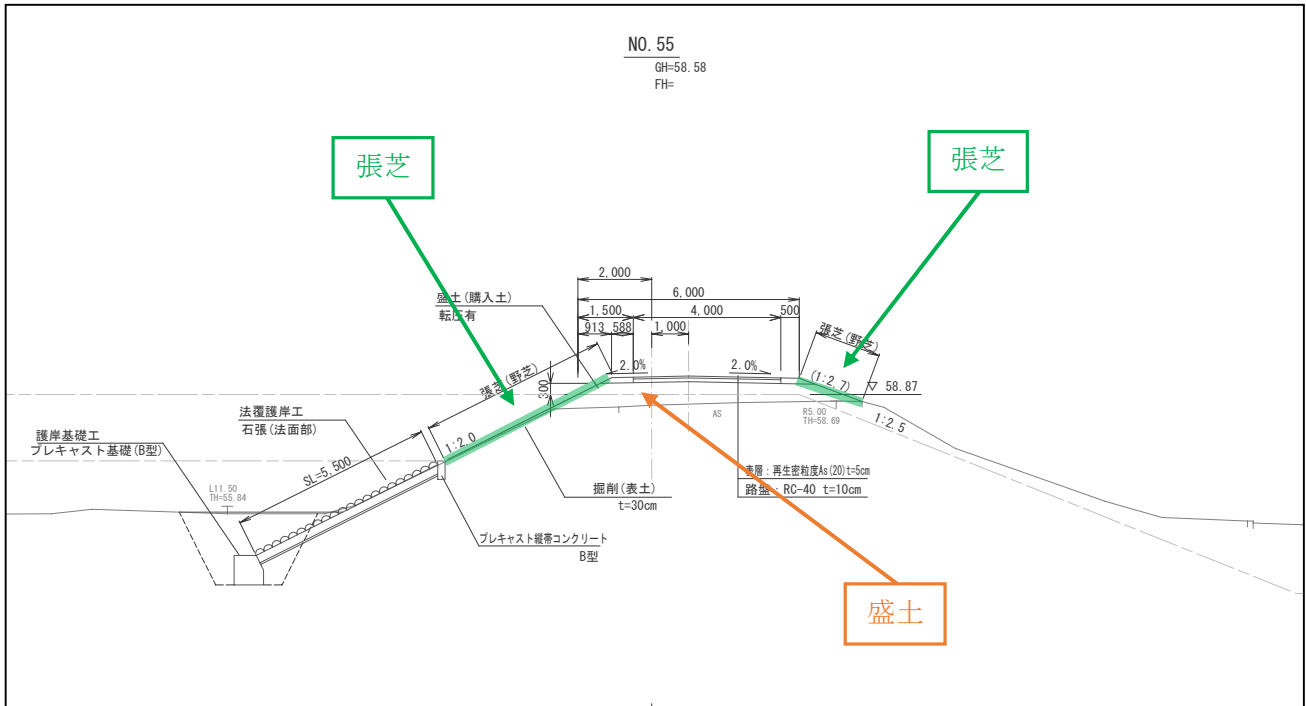 NO. 55
GH=58.58
FH=
張芝
張芝
2,000
6,000
盛土(購入土)
転圧有
1,500
4,000
500
913
588
1,000
張芝(野芝)
2.0%
2.0%
張芝(野芝)
300
(1:2.7)
58.87
法覆護岸工
石張(法面部)
AS
R5.00
TH=58.69
1:2.5
護岸基礎工
プレキャスト基礎(B型)
1:2.0
SL=5,500
表層：再生密粒度As(20)t=5cm
路盤：RC-40 t=10cm
掘削(表土)
t=30cm
L11.50
TH=55.84
プレキャスト縦帯コンクリート
B型
盛土